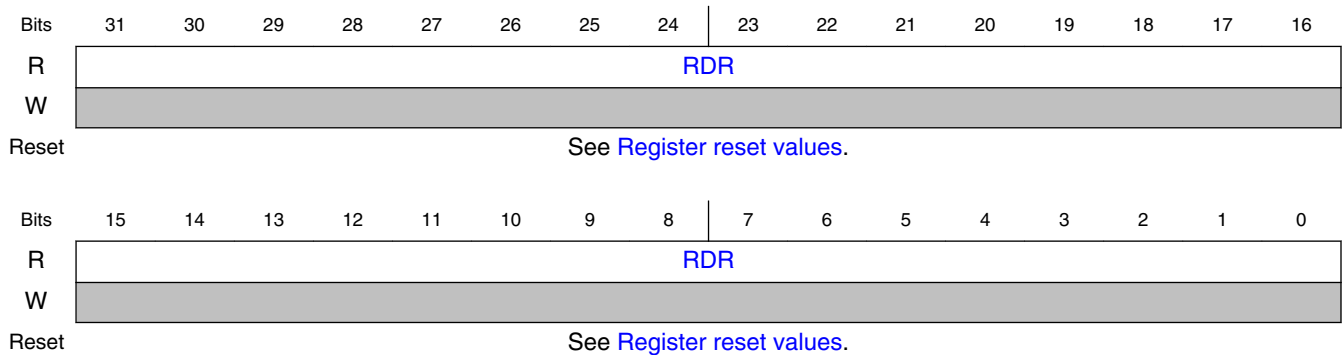 Bits 31 30 29 28 27 26 25 24 23 22 21 20 19 18 17 16
R RDR
W
Reset See Register reset values.
Bits 15 14 13 12 11 10 9 8 7 6 5 4 3 2 1 0
R RDR
W
Reset See Register reset values.